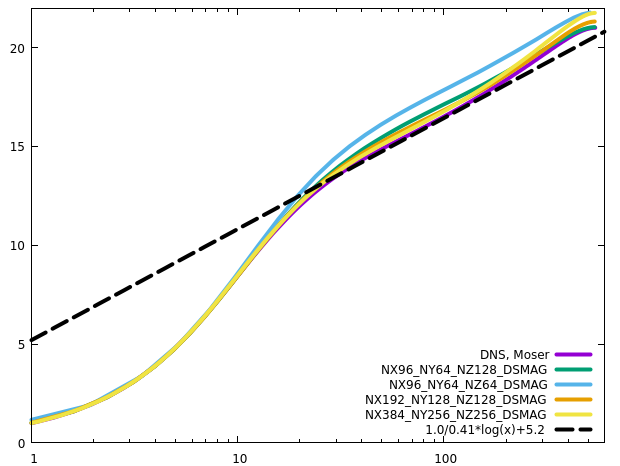 20
15
10
5
0
1 10 100
DNS, Moser
NX96_NY64_NZ128_DSMAG
NX96_NY64_NZ64_DSMAG
NX192_NY128_NZ128_DSMAG
NX384_NY256_NZ256_DSMAG
1.0/0.41*log(x)+5.2